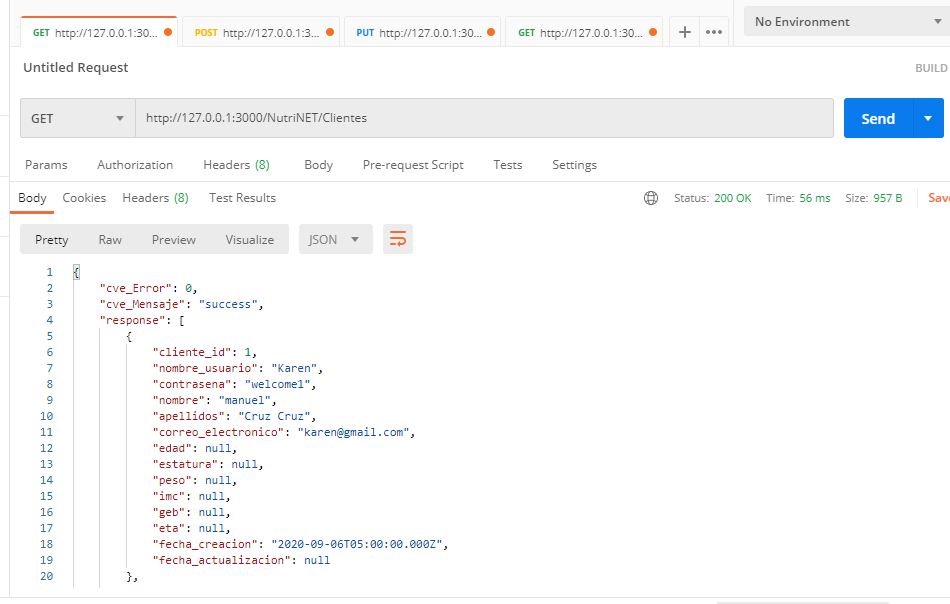 GET http://127.0.0.1:30... POST http://127.0.0.1:3... PUT http://127.0.0.1:30... GET http://127.0.0.1:30... + ••• No Environment
Untitled Request BUILD
GET http://127.0.0.1:3000/NutriNET/Clientes Send
Params Authorization Headers (8) Body Pre-request Script Tests Settings
Body Cookies Headers (8) Test Results Status: 200 OK Time: 56 ms Size: 957 B Save
Pretty Raw Preview Visualize JSON
1 {
2 "cve_Error": 0,
3 "cve_Mensaje": "success",
4 "response": [
5 {
6 "cliente_id": 1,
7 "nombre_usuario": "Karen",
8 "contrasena": "welcome1",
9 "nombre": "manuel",
10 "apellidos": "Cruz Cruz",
11 "correo_electronico": "karen@gmail.com",
12 "edad": null,
13 "estatura": null,
14 "peso": null,
15 "imc": null,
16 "geb": null,
17 "eta": null,
18 "fecha_creacion": "2020-09-06T05:00:00.000Z",
19 "fecha_actualizacion": null
20 },